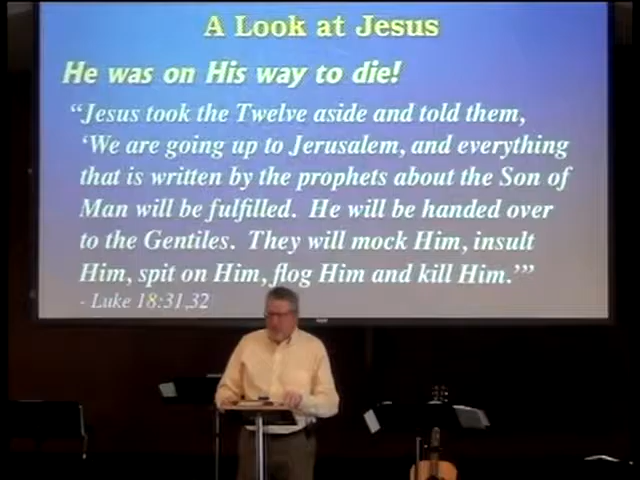 A Look at Jesus
He was on His way to die!
“Jesus took the Twelve aside and told them,
‘We are going up to Jerusalem, and everything
that is written by the prophets about the Son of
Man will be fulfilled. He will be handed over
to the Gentiles. They will mock Him, insult
Him, spit on Him, flog Him and kill Him.’”
- Luke 18:31,32